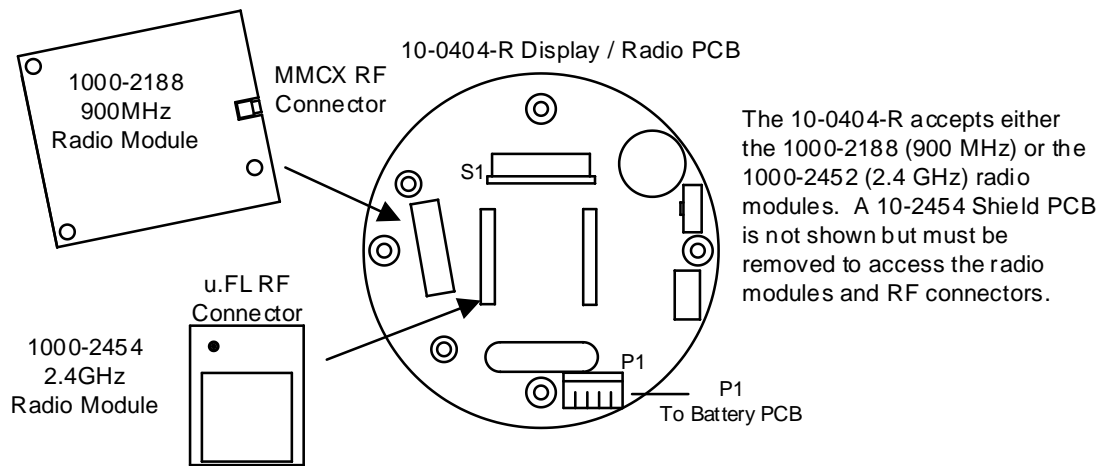 10-0404-R Display / Radio PCB
1000-2188
900MHz
Radio Module
MMCX RF
Connector
S1
The 10-0404-R accepts either
the 1000-2188 (900 MHz) or the
1000-2452 (2.4 GHz) radio
modules. A 10-2454 Shield PCB
is not shown but must be
removed to access the radio
modules and RF connectors.
u.FL RF
Connector
1000-2454
2.4GHz
Radio Module
P1
P1
To Battery PCB